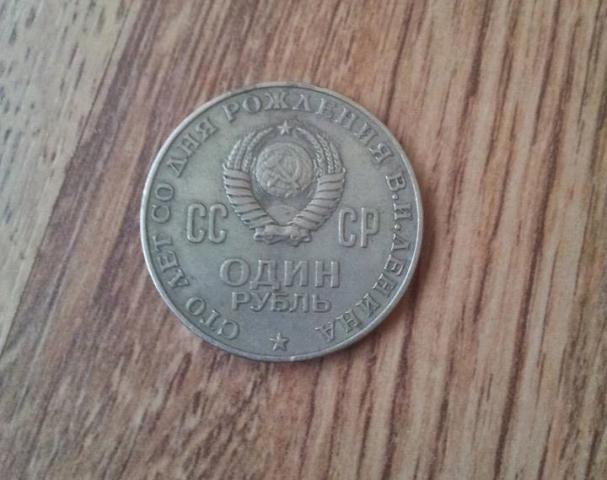 СТО ЛЕТ СО ДНЯ РОЖДЕНИЯ В.И.ЛЕНИНА
СС СР
ОДИН
РУБЛЬ